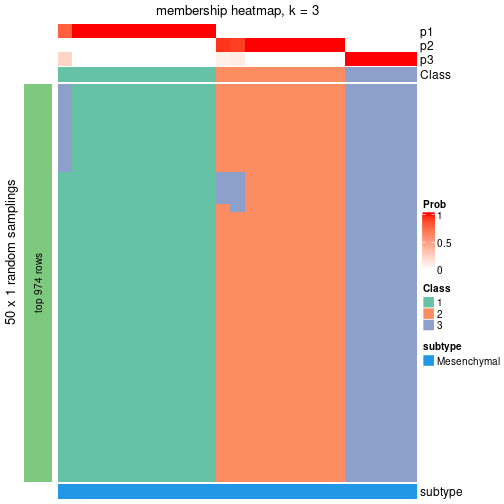 membership heatmap, k = 3
p1
p2
p3
Class
50 x 1 random samplings
top 974 rows
Prob
1
0.5
0
Class
1
2
3
subtype
Mesenchymal
subtype